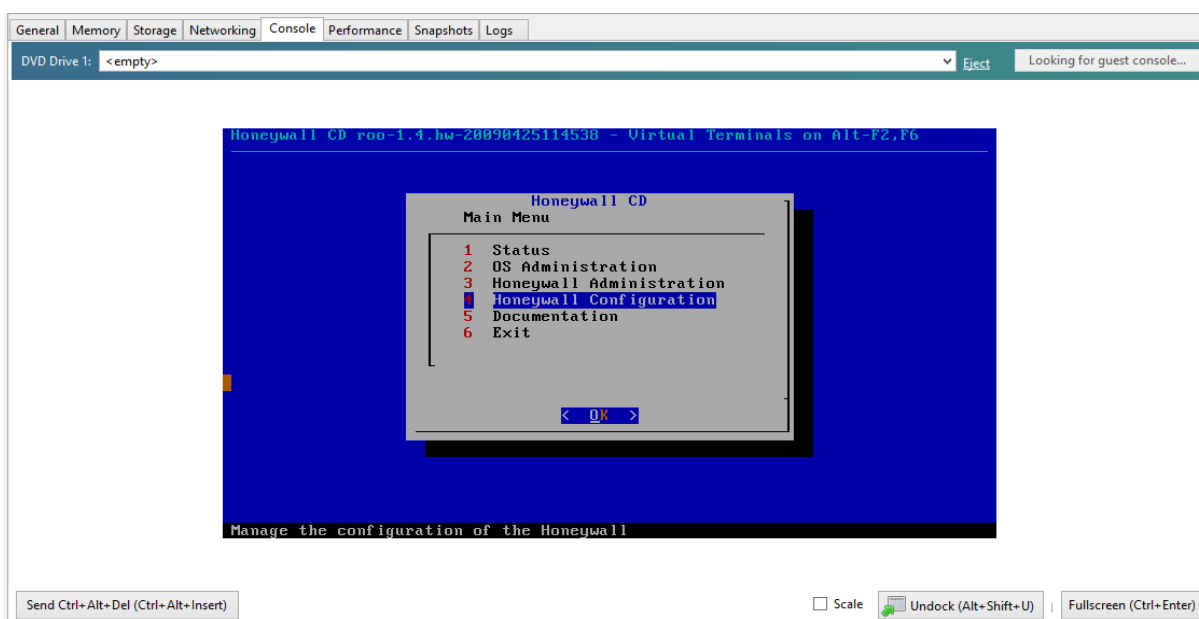 General Memory Storage Networking Console Performance Snapshots Logs
DVD Drive 1: <empty> Eject Looking for guest console...
Honeywall CD roo-1.4.hw-20090425114538 - Virtual Terminals on Alt-F2,F6
Honeywall CD
Main Menu
1 Status
2 OS Administration
3 Honeywall Administration
4 Honeywall Configuration
5 Documentation
6 Exit
< OK >
Manage the configuration of the Honeywall
Send Ctrl+Alt+Del (Ctrl+Alt+Insert) Scale Undock (Alt+Shift+U) Fullscreen (Ctrl+Enter)